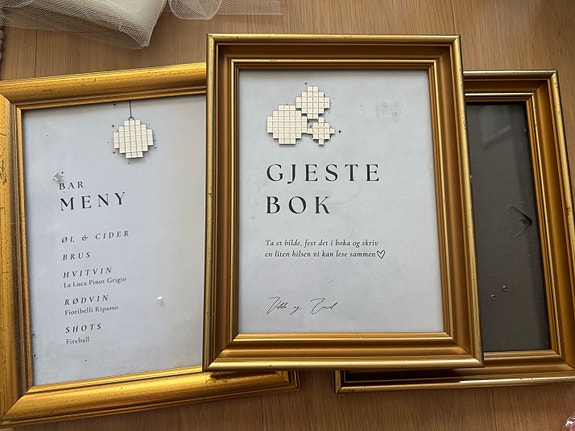 BAR
MENY
ØL & CIDER
BRUS
HVITVIN
La Luca Pinot Grigio
RØDVIN
Fioribelli Ripasso
SHOTS
Fireball
GJESTE
BOK
Ta et bilde, fest det i boka og skriv
en liten hilsen vi kan lese sammen♡
og